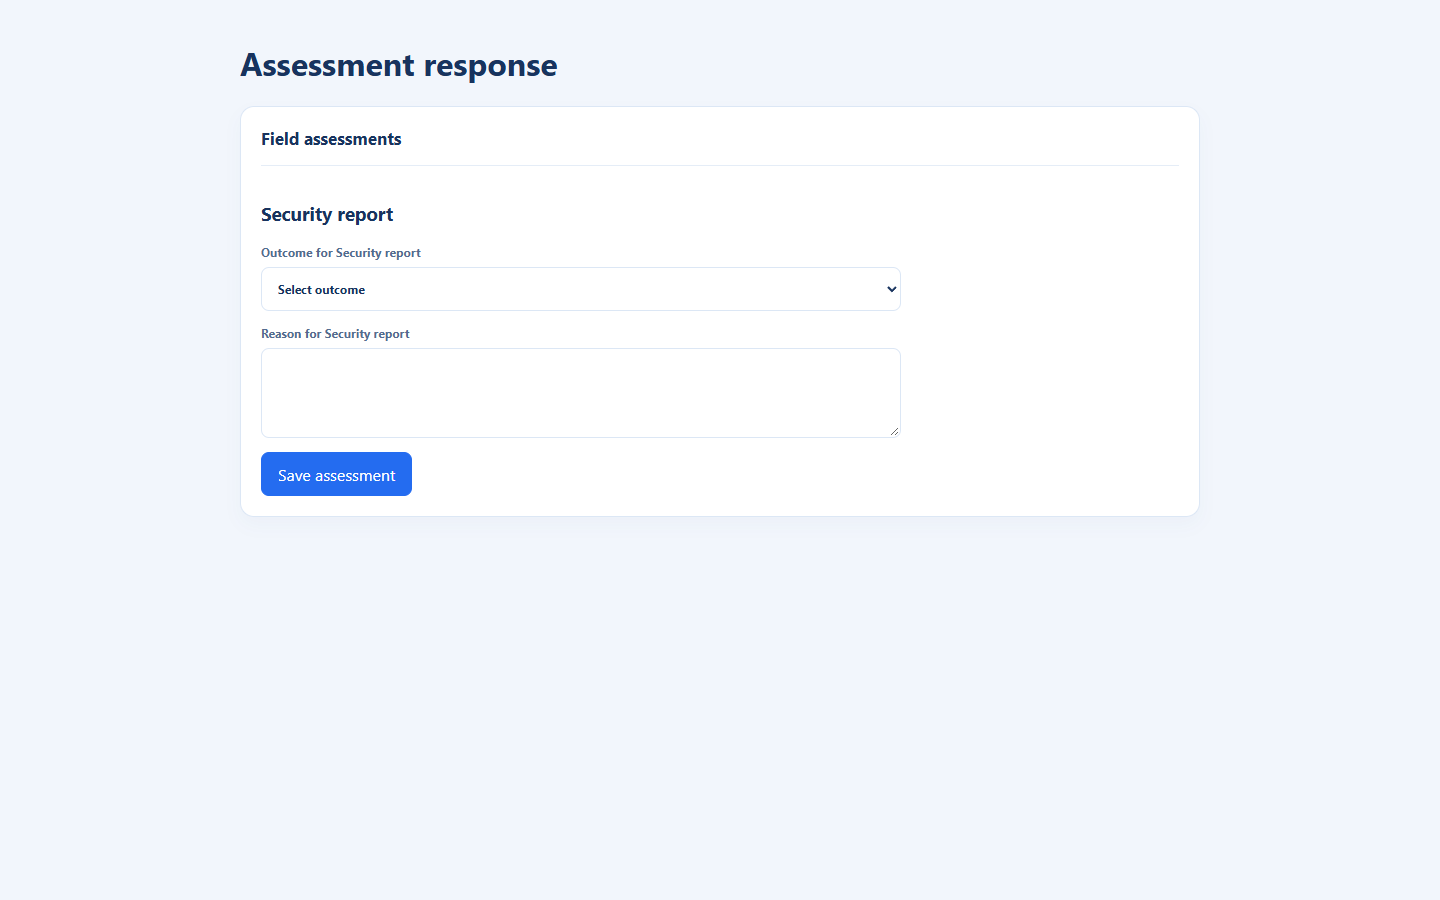 Assessment response
Field assessments
Security report
Outcome for Security report
Select outcome
Reason for Security report
Save assessment